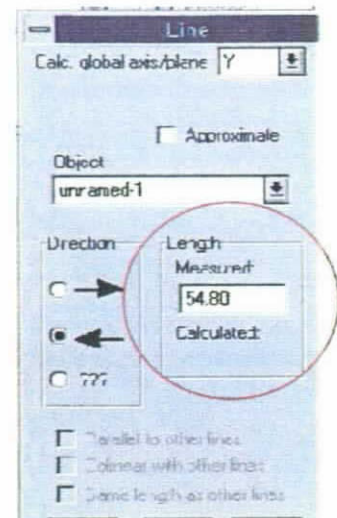 Line
Calc. global axis/plane Y
Approximate
Object
unnamed-1
Direction
Length
Measured:
54.80
Calculated:
???
Parallel to other lines
Colinear with other lines
Same length as other lines